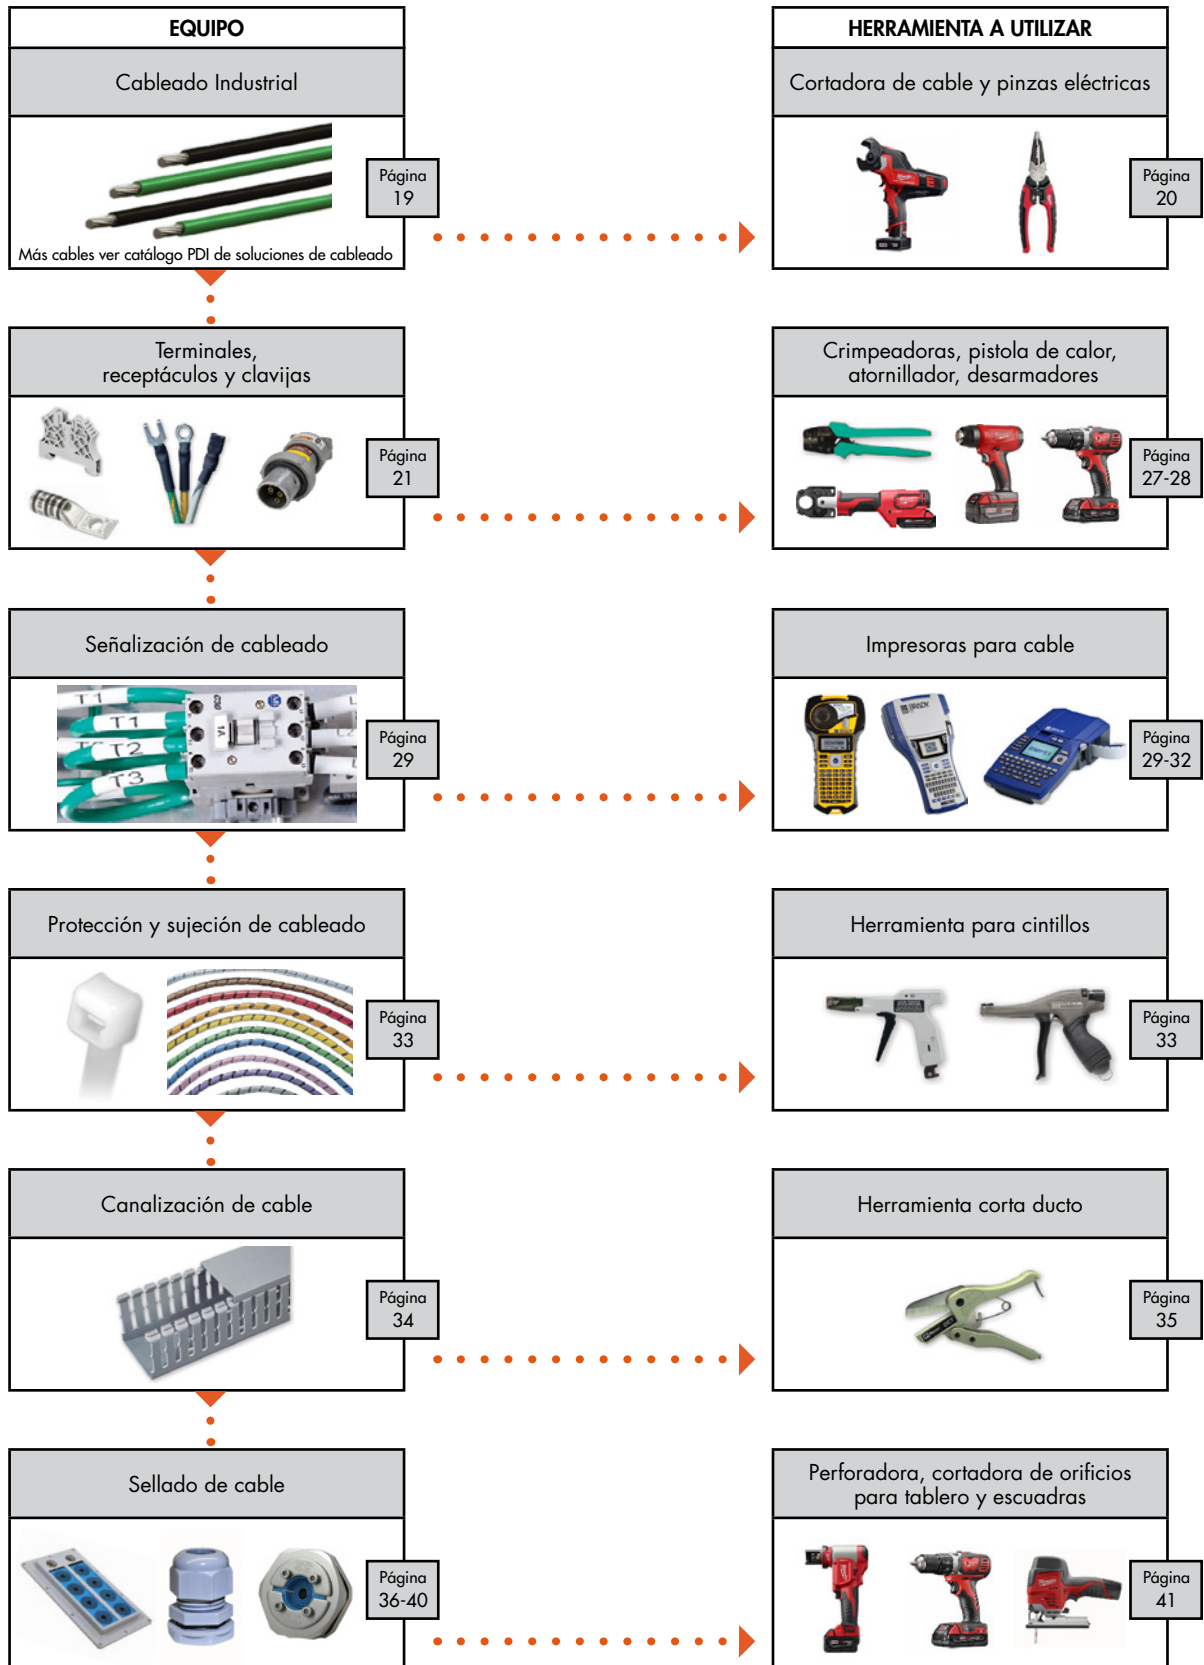 EQUIPO
HERRAMIENTA A UTILIZAR
Cableado Industrial
Cortadora de cable y pinzas eléctricas
Página
19
Página
20
Más cables ver catálogo PDI de soluciones de cableado
Terminales,
receptáculos y clavijas
Crimpeadoras, pistola de calor,
atornillador, desarmadores
Página
21
Página
27-28
Señalización de cableado
Impresoras para cable
T1
T1
T2
T3
1A
Página
29
BRADY
Página
29-32
Protección y sujeción de cableado
Herramienta para cintillos
Página
33
Página
33
Canalización de cable
Herramienta corta ducto
Página
34
Página
35
Sellado de cable
Perforadora, cortadora de orificios
para tablero y escuadras
Página
36-40
Página
41